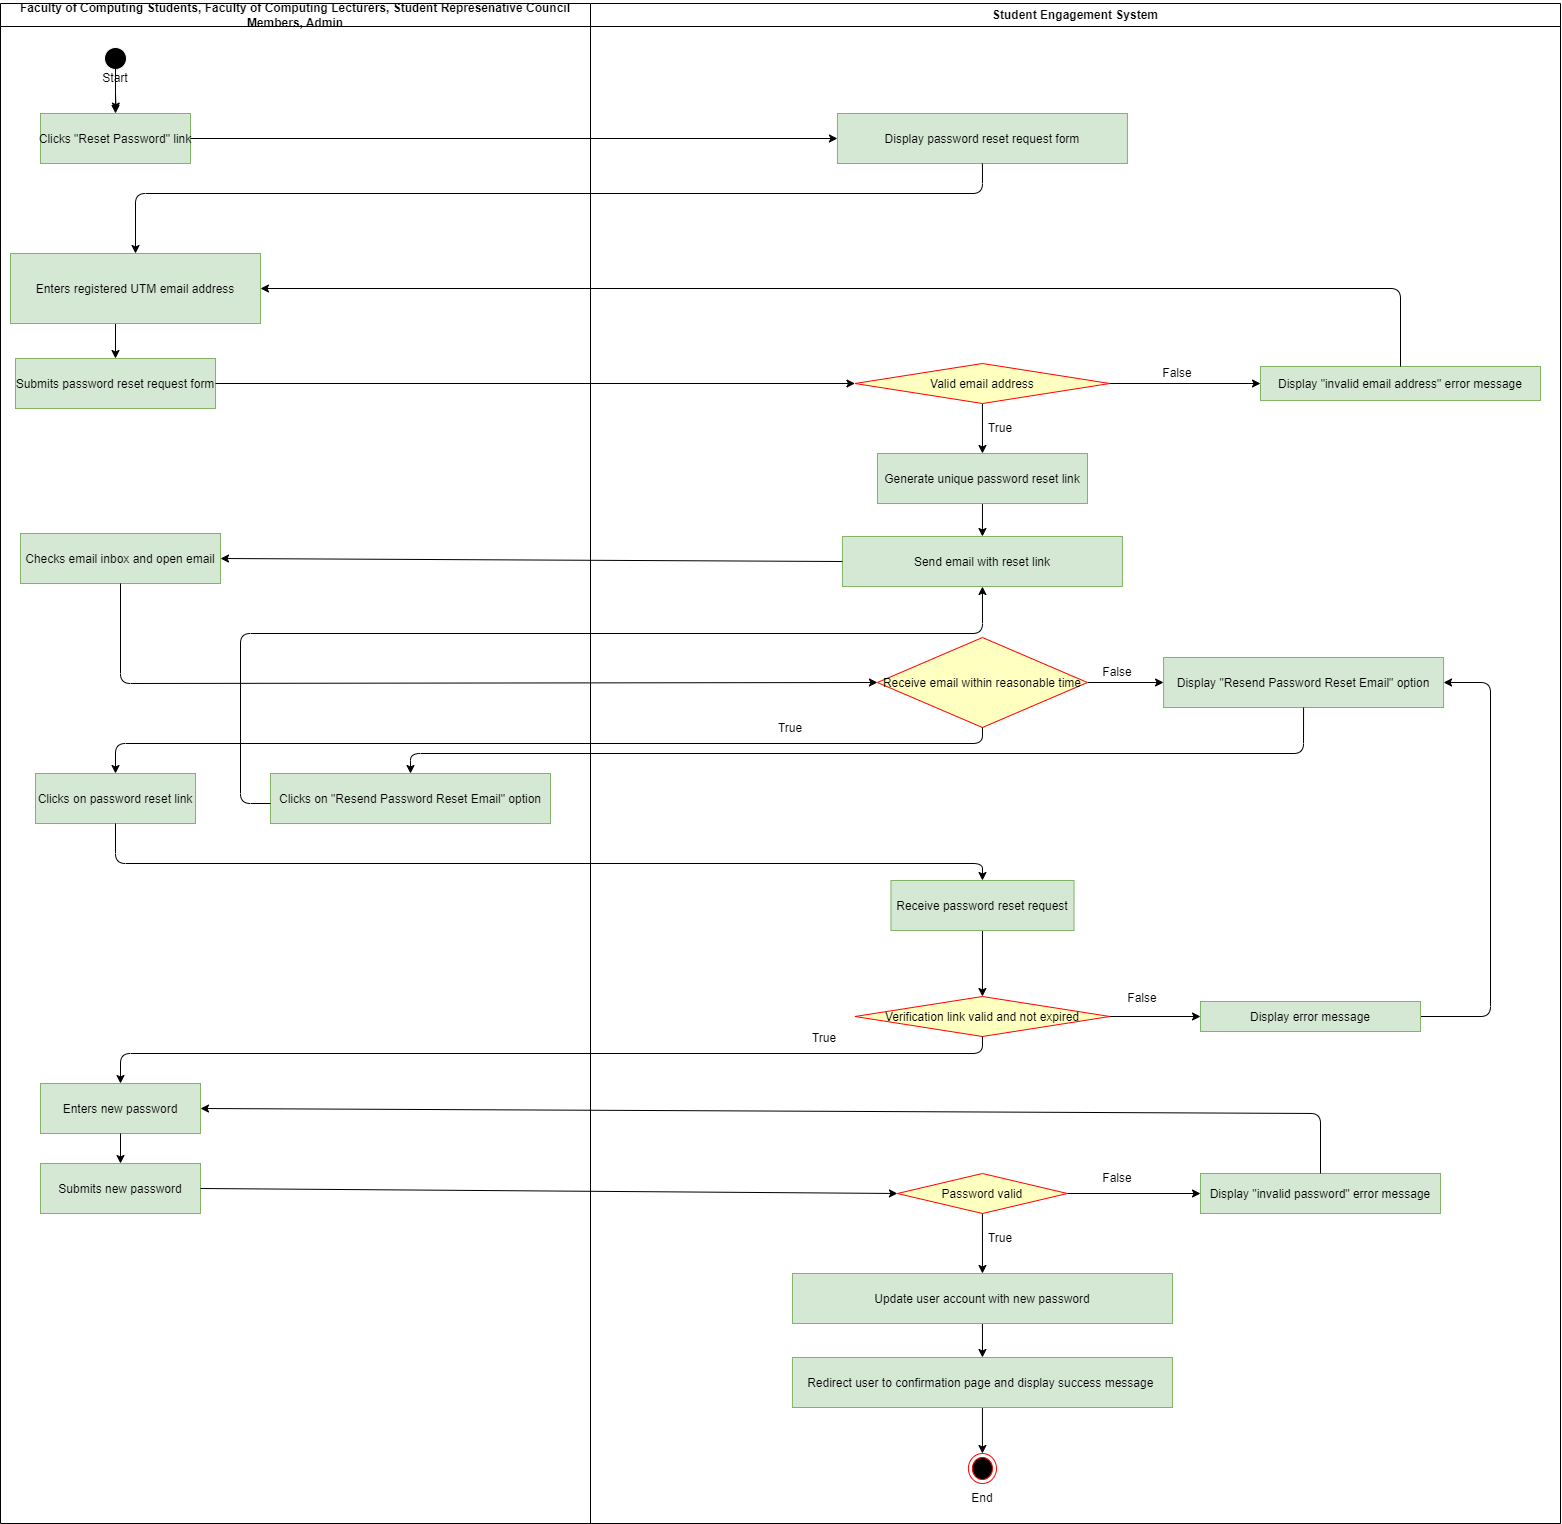 Faculty of Computing Students, Faculty of Computing Lecturers, Student Represenative Council
Members, Admin
Student Engagement System
Start
Clicks "Reset Password" link
Display password reset request form
Enters registered UTM email address
Submits password reset request form
Valid email address
False
Display "invalid email address" error message
True
Generate unique password reset link
Checks email inbox and open email
Send email with reset link
Receive email within reasonable time
False
Display "Resend Password Reset Email" option
True
Clicks on password reset link
Clicks on "Resend Password Reset Email" option
Receive password reset request
Verification link valid and not expired
False
Display error message
True
Enters new password
Submits new password
Password valid
False
Display "invalid password" error message
True
Update user account with new password
Redirect user to confirmation page and display success message
End